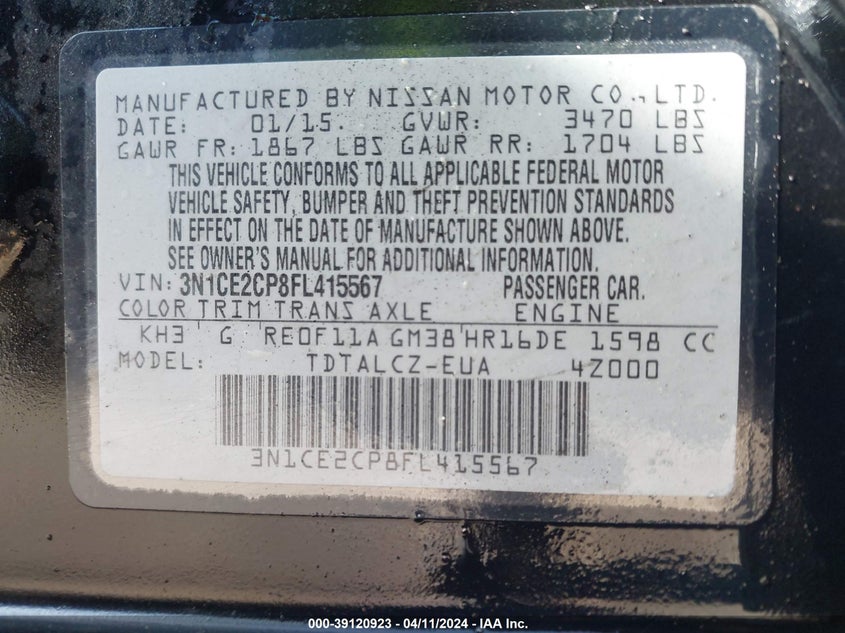 MANUFACTURED BY NISSAN MOTOR CO., LTD.
DATE: 01/15. GVWR: 3470 LBS
GAWR FR: 1867 LBS GAWR RR: 1704 LBS
THIS VEHICLE CONFORMS TO ALL APPLICABLE FEDERAL MOTOR
VEHICLE SAFETY, BUMPER AND THEFT PREVENTION STANDARDS
IN EFFECT ON THE DATE OF MANUFACTURE SHOWN ABOVE.
SEE OWNER'S MANUAL FOR ADDITIONAL INFORMATION.
VIN: 3N1CE2CP8FL415567 PASSENGER CAR.
COLOR TRIM TRANS AXLE ENGINE
KH3 G RE0F11A GM38 HR16DE 1598 CC
MODEL: TDTALCZ-EUA 4Z000
3N1CE2CP8FL415567
000-39120923 - 04/11/2024 - IAA Inc.